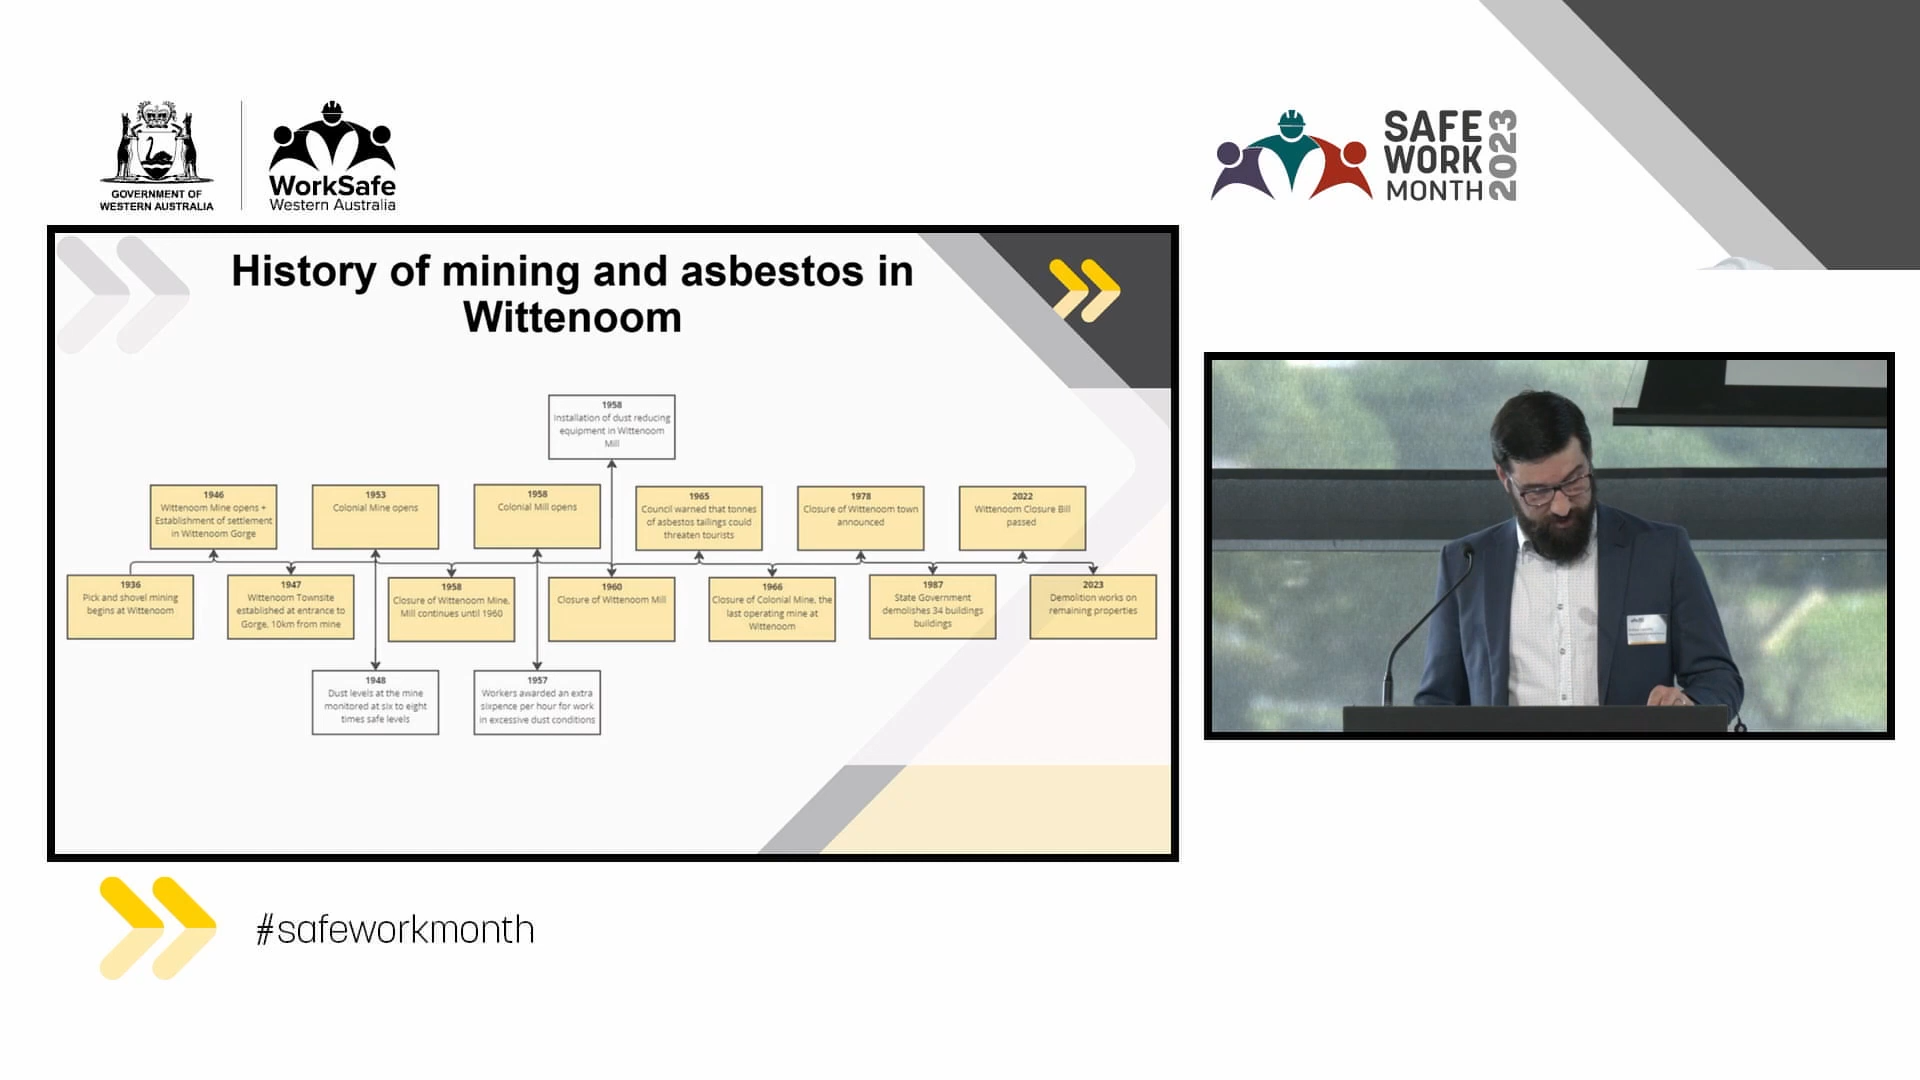 GOVERNMENT OF
WESTERN AUSTRALIA
WorkSafe
Western Australia
SAFE
WORK
MONTH
2023
History of mining and asbestos in
Wittenoom
1958
Installation of dust reducing
equipment in Wittenoom
Mill
1946
Wittenoom Mine opens +
Establishment of settlement
in Wittenoom Gorge
1953
Colonial Mine opens
1958
Colonial Mill opens
1965
Council warned that tonnes
of asbestos tailings could
threaten tourists
1978
Closure of Wittenoom town
announced
2022
Wittenoom Closure Bill
passed
1936
Pick and shovel mining
begins at Wittenoom
1947
Wittenoom Townsite
established at entrance to
Gorge, 10km from mine
1958
Closure of Wittenoom Mine,
Mill continues until 1960
1960
Closure of Wittenoom Mill
1966
Closure of Colonial Mine, the
last operating mine at
Wittenoom
1987
State Government
demolishes 34 buildings
buildings
2023
Demolition works on
remaining properties
1948
Dust levels at the mine
monitored at six to eight
times safe levels
1957
Workers awarded an extra
sixpence per hour for work
in excessive dust conditions
#safeworkmonth